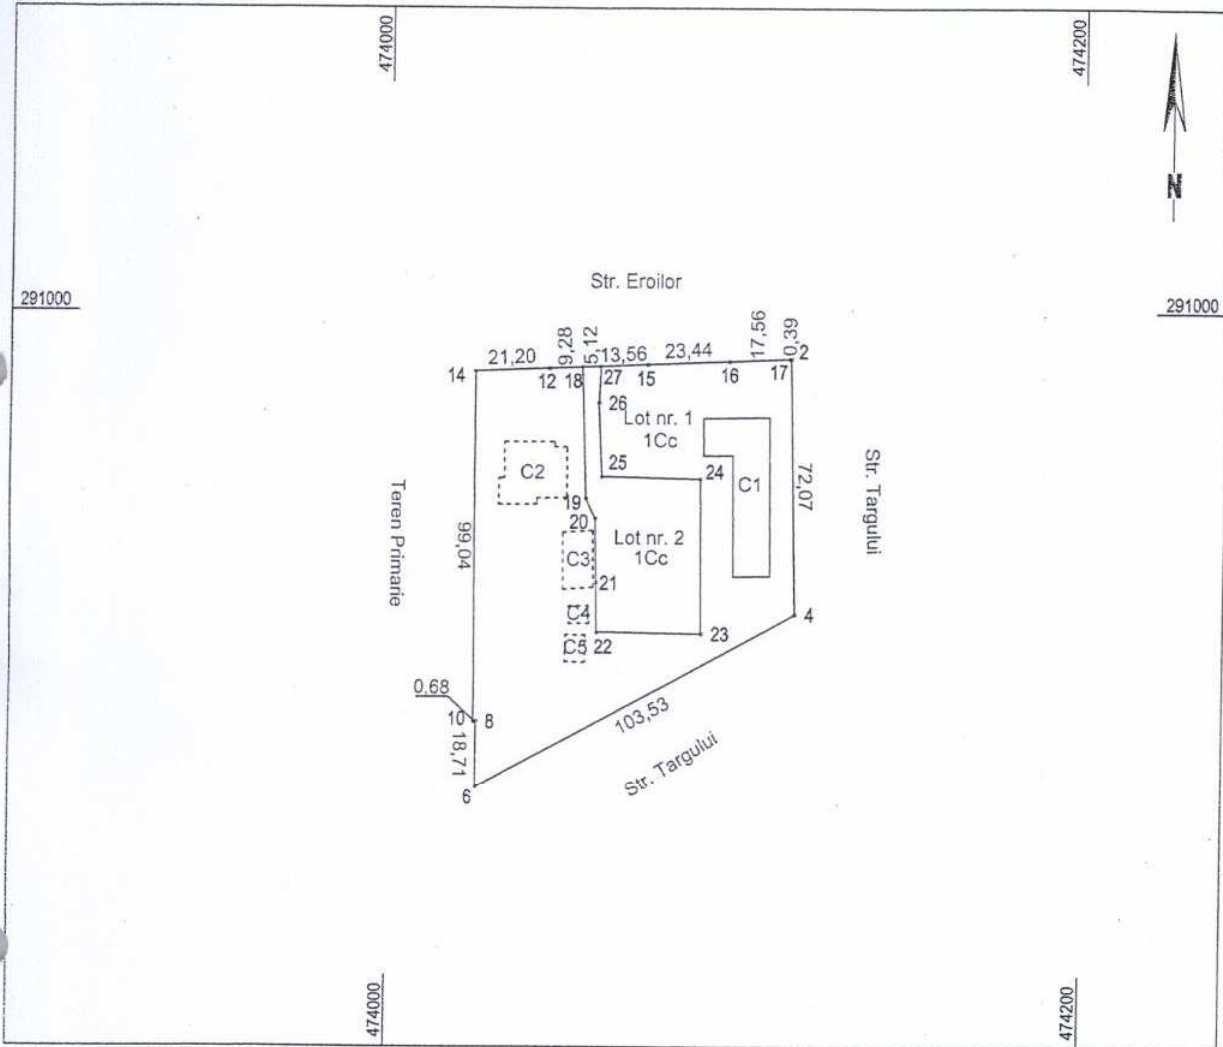 474000
474200
N
Str. Eroilor
291000
291000
21,20
9,28
5,12
13,56
23,44
17,56
0,39
2
14
12
18
27
15
16
17
26
Lot nr. 1
1Cc
25
24
C2
C1
72,07
Str. Targului
Teren Primarie
99,04
19
20
Lot nr. 2
1Cc
C3
21
C4
4
22
23
C5
0,68
10
8
103,53
18,71
Str. Targului
6
474000
474200